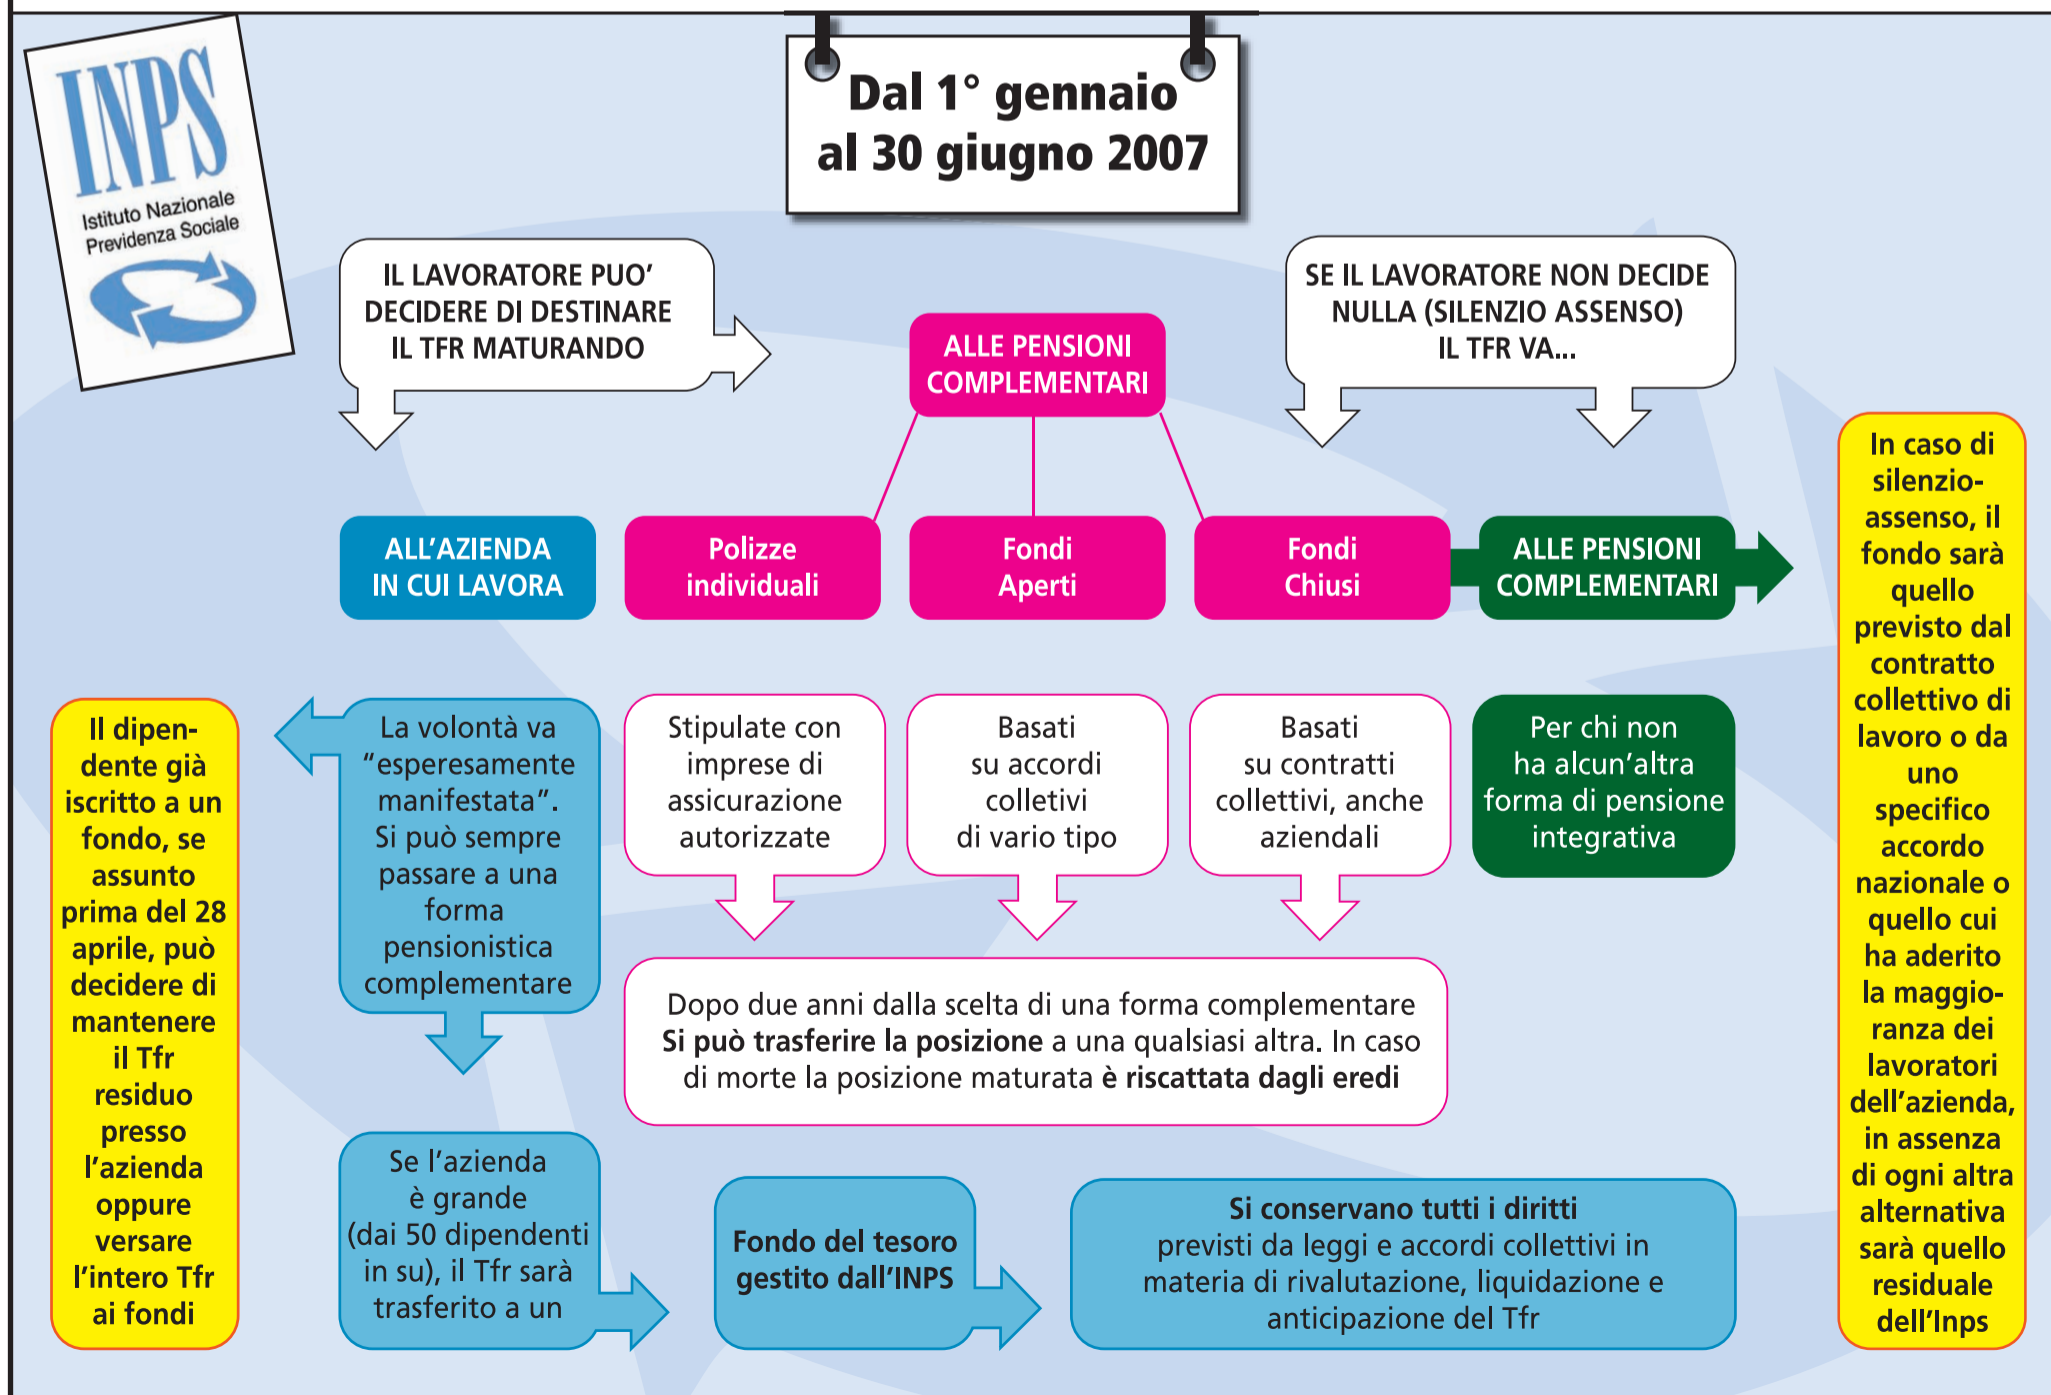 INPS
Istituto Nazionale
Previdenza Sociale
Dal 1° gennaio
al 30 giugno 2007
IL LAVORATORE PUO'
DECIDERE DI DESTINARE
IL TFR MATURANDO
ALLE PENSIONI
COMPLEMENTARI
SE IL LAVORATORE NON DECIDE
NULLA (SILENZIO ASSENSO)
IL TFR VA...
ALL'AZIENDA
IN CUI LAVORA
Polizze
individuali
Fondi
Aperti
Fondi
Chiusi
ALLE PENSIONI
COMPLEMENTARI
In caso di
silenzio-
assenso, il
fondo sarà
quello
previsto dal
contratto
collettivo di
lavoro o da
uno
specifico
accordo
nazionale o
quello cui
ha aderito
la maggio-
ranza dei
lavoratori
dell'azienda,
in assenza
di ogni altra
alternativa
sarà quello
residuale
dell'Inps
Il dipen-
dente già
iscritto a un
fondo, se
assunto
prima del 28
aprile, può
decidere di
mantenere
il Tfr
residuo
presso
l'azienda
oppure
versare
l'intero Tfr
ai fondi
La volontà va
"esperesamente
manifestata".
Si può sempre
passare a una
forma
pensionistica
complementare
Stipulate con
imprese di
assicurazione
autorizzate
Basati
su accordi
colletivi
di vario tipo
Basati
su contratti
collettivi, anche
aziendali
Per chi non
ha alcun'altra
forma di pensione
integrativa
Dopo due anni dalla scelta di una forma complementare
Si può trasferire la posizione a una qualsiasi altra. In caso
di morte la posizione maturata è riscattata dagli eredi
Se l'azienda
è grande
(dai 50 dipendenti
in su), il Tfr sarà
trasferito a un
Fondo del tesoro
gestito dall'INPS
Si conservano tutti i diritti
previsti da leggi e accordi collettivi in
materia di rivalutazione, liquidazione e
anticipazione del Tfr